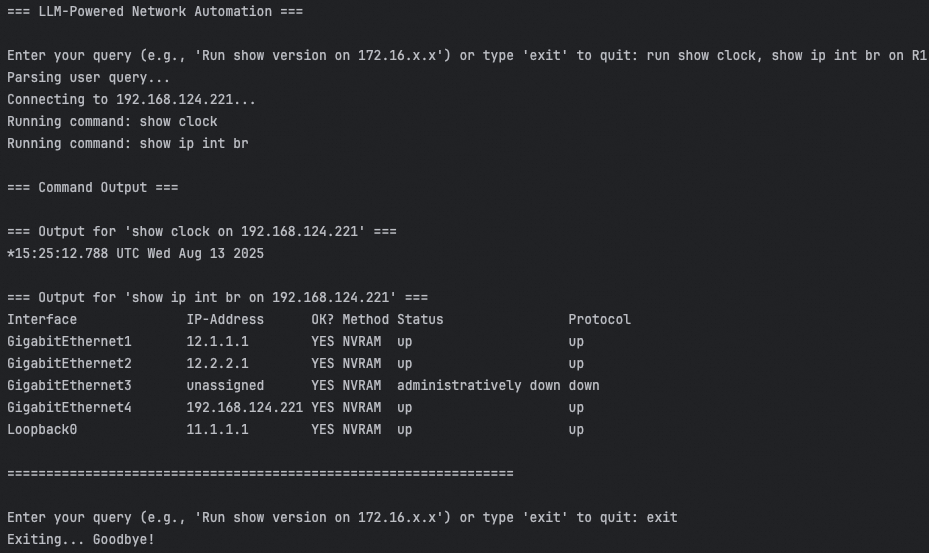 === LLM-Powered Network Automation ===
Enter your query (e.g., 'Run show version on 172.16.x.x') or type 'exit' to quit: run show clock, show ip int br on R1
Parsing user query...
Connecting to 192.168.124.221...
Running command: show clock
Running command: show ip int br
=== Command Output ===
=== Output for 'show clock on 192.168.124.221' ===
*15:25:12.788 UTC Wed Aug 13 2025
=== Output for 'show ip int br on 192.168.124.221' ===
Interface              IP-Address      OK? Method Status                Protocol
GigabitEthernet1       12.1.1.1        YES NVRAM  up                    up
GigabitEthernet2       12.2.2.1        YES NVRAM  up                    up
GigabitEthernet3       unassigned      YES NVRAM  administratively down down
GigabitEthernet4       192.168.124.221 YES NVRAM  up                    up
Loopback0              11.1.1.1        YES NVRAM  up                    up
=================================================================
Enter your query (e.g., 'Run show version on 172.16.x.x') or type 'exit' to quit: exit
Exiting... Goodbye!